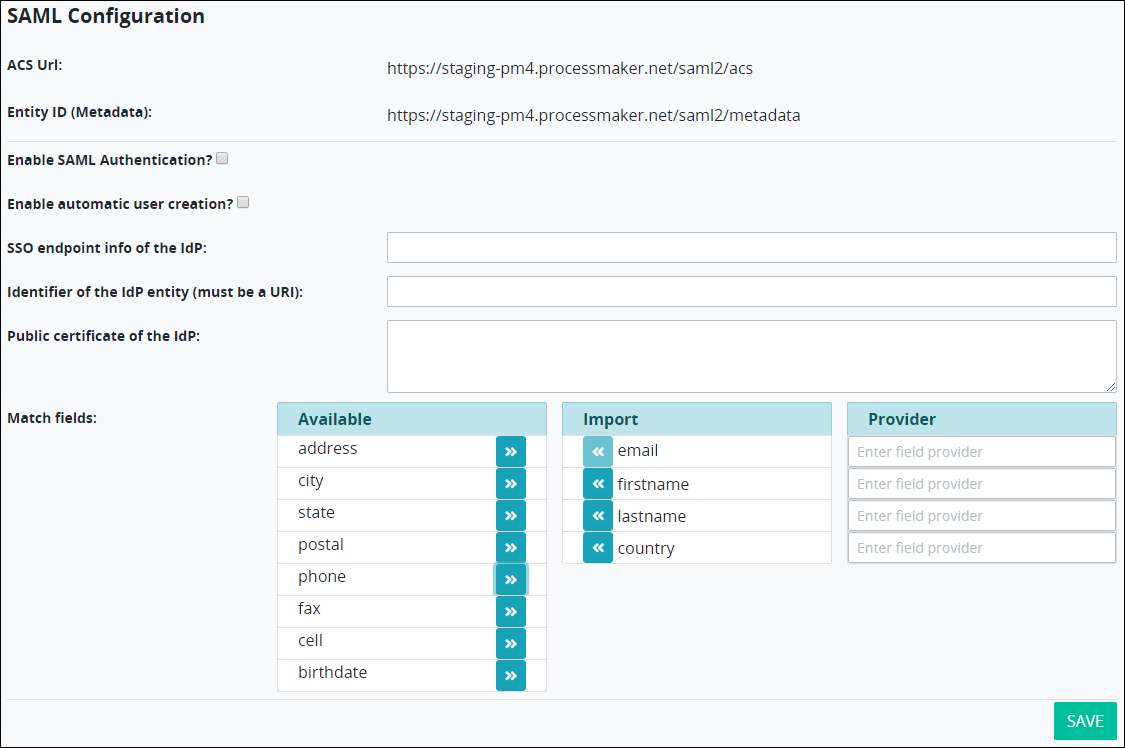 SAML Configuration
ACS Url:
https://staging-pm4.processmaker.net/saml2/acs
Entity ID (Metadata):
https://staging-pm4.processmaker.net/saml2/metadata
Enable SAML Authentication?
Enable automatic user creation?
SSO endpoint info of the IdP:
Identifier of the IdP entity (must be a URI):
Public certificate of the IdP:
Match fields:
Available
address
city
state
postal
phone
fax
cell
birthdate
Import
email
firstname
lastname
country
Provider
Enter field provider
Enter field provider
Enter field provider
Enter field provider
SAVE